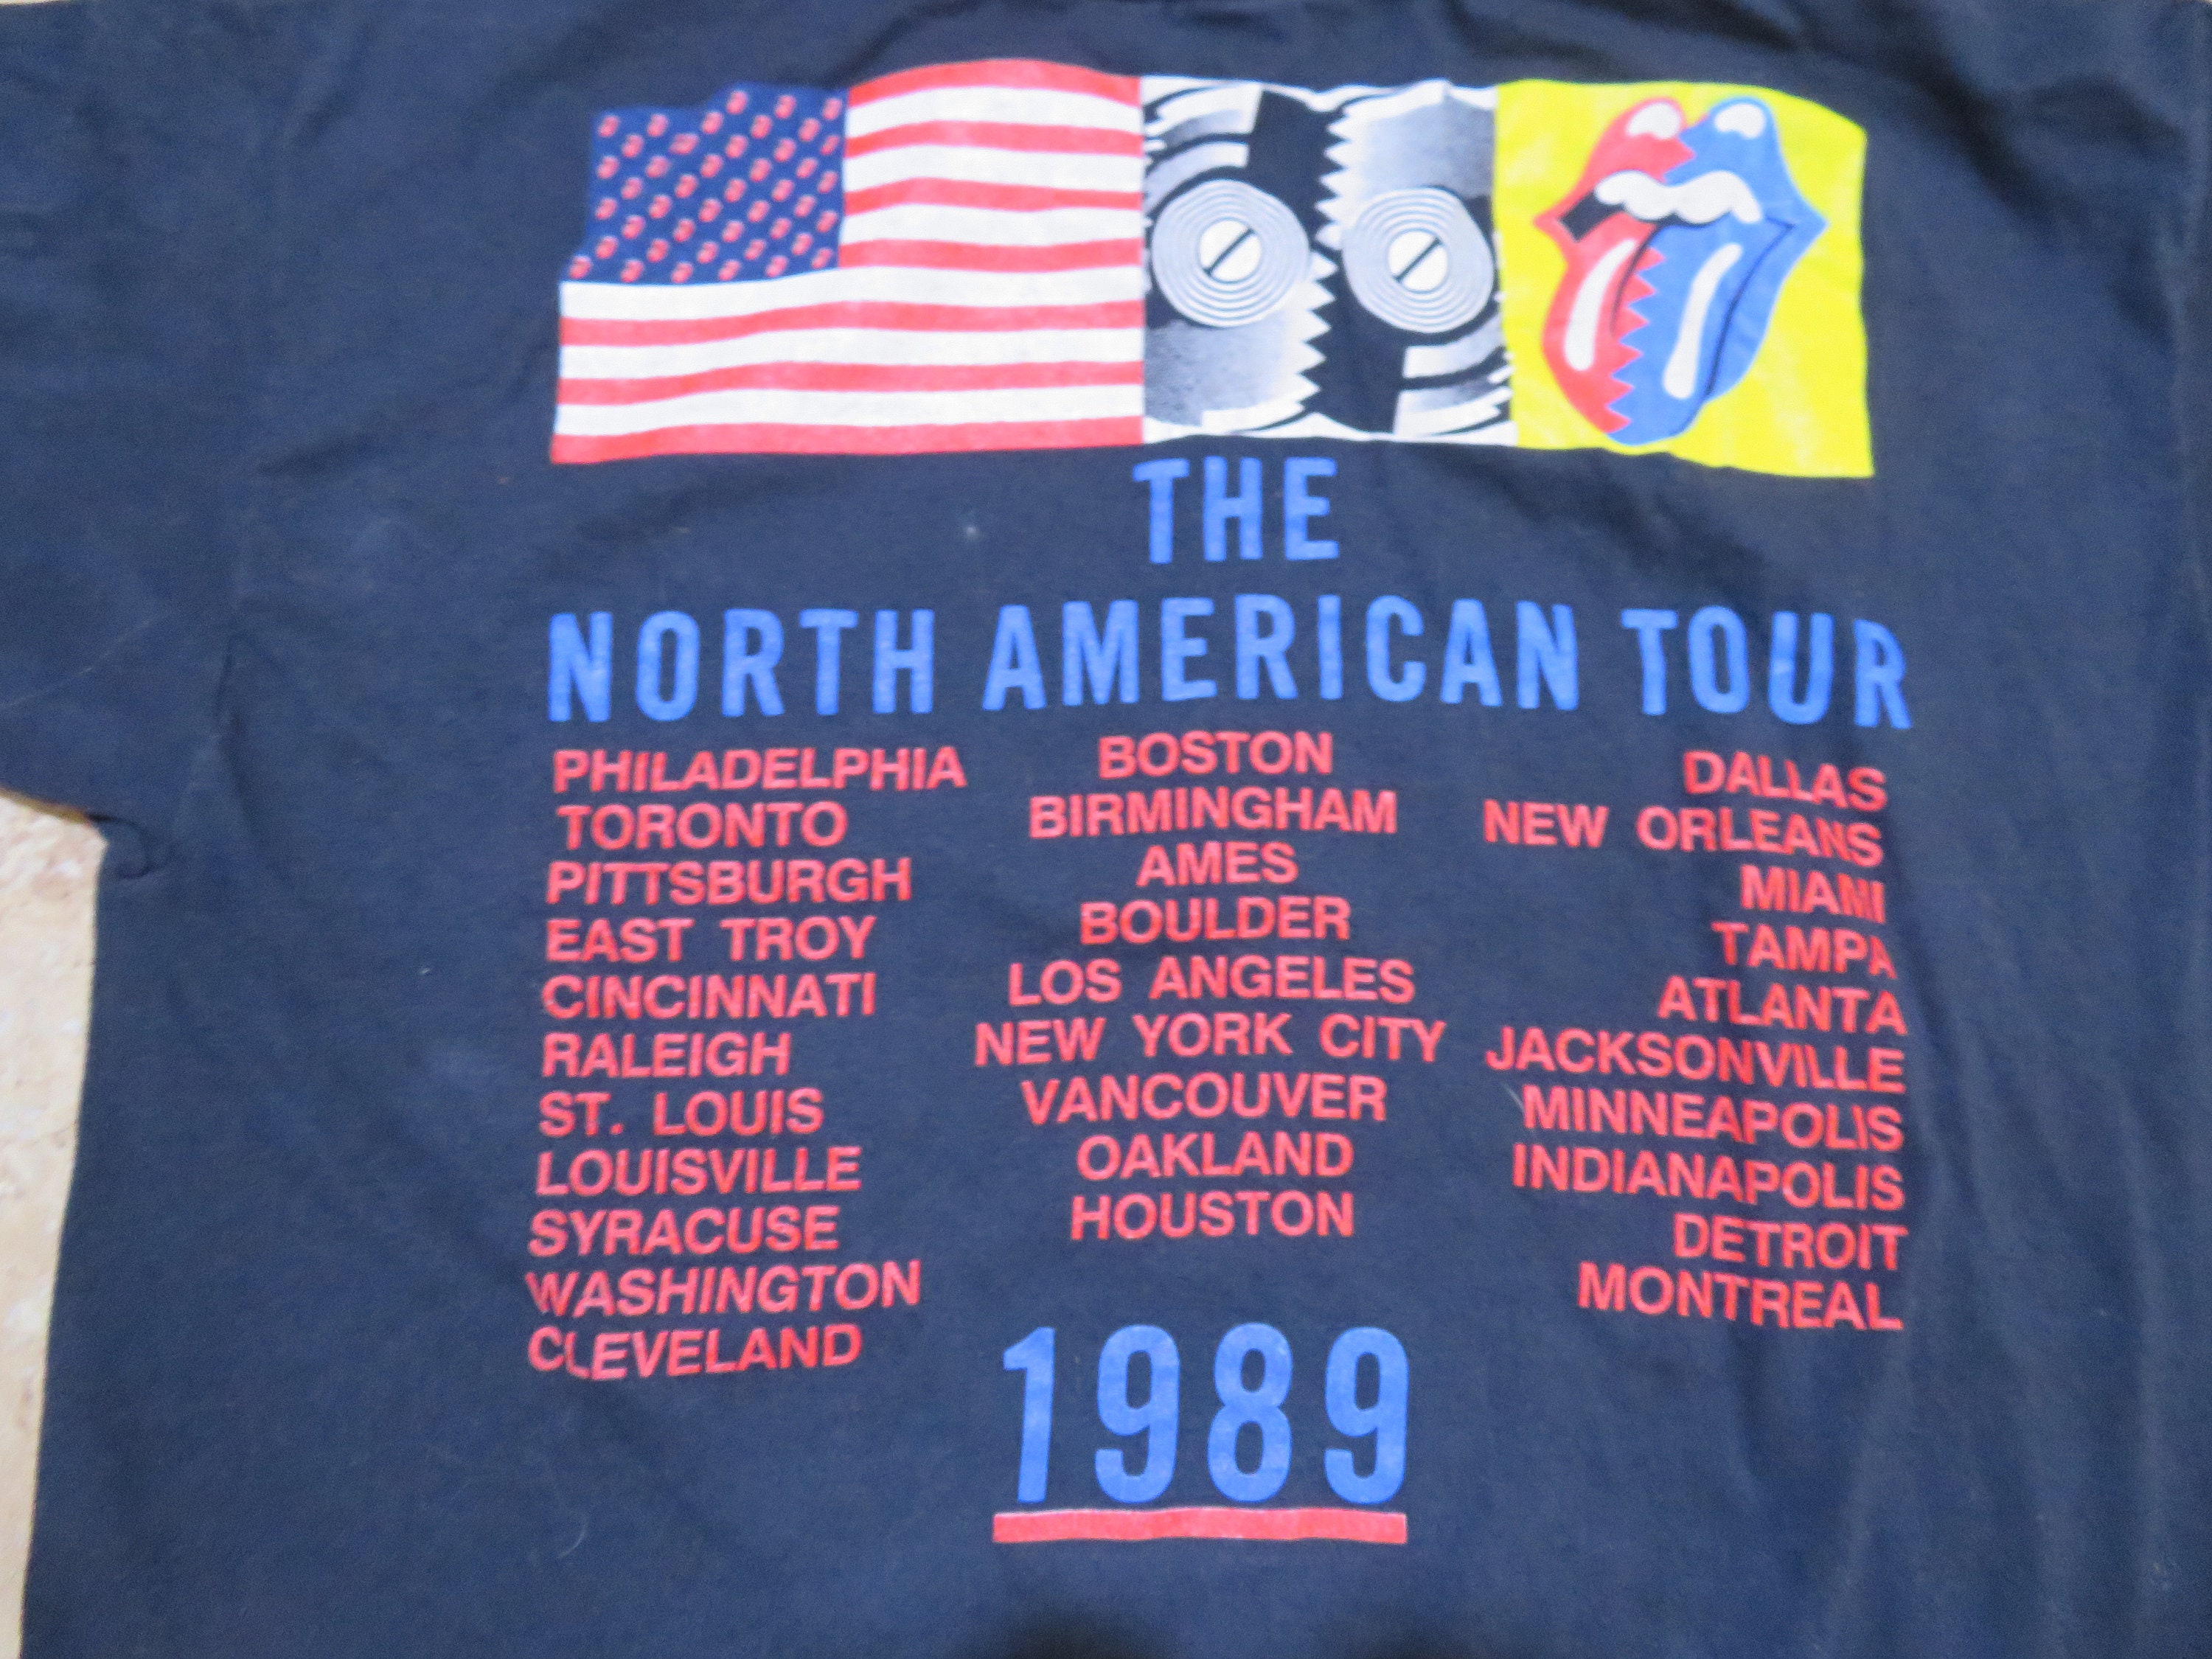 THE
NORTH AMERICAN TOUR
PHILADELPHIA
TORONTO
PITTSBURGH
EAST TROY
CINCINNATI
RALEIGH
ST. LOUIS
LOUISVILLE
SYRACUSE
WASHINGTON
CLEVELAND
BOSTON
BIRMINGHAM
AMES
BOULDER
LOS ANGELES
NEW YORK CITY
VANCOUVER
OAKLAND
HOUSTON
DALLAS
NEW ORLEANS
MIAMI
TAMPA
ATLANTA
JACKSONVILLE
MINNEAPOLIS
INDIANAPOLIS
DETROIT
MONTREAL
1989